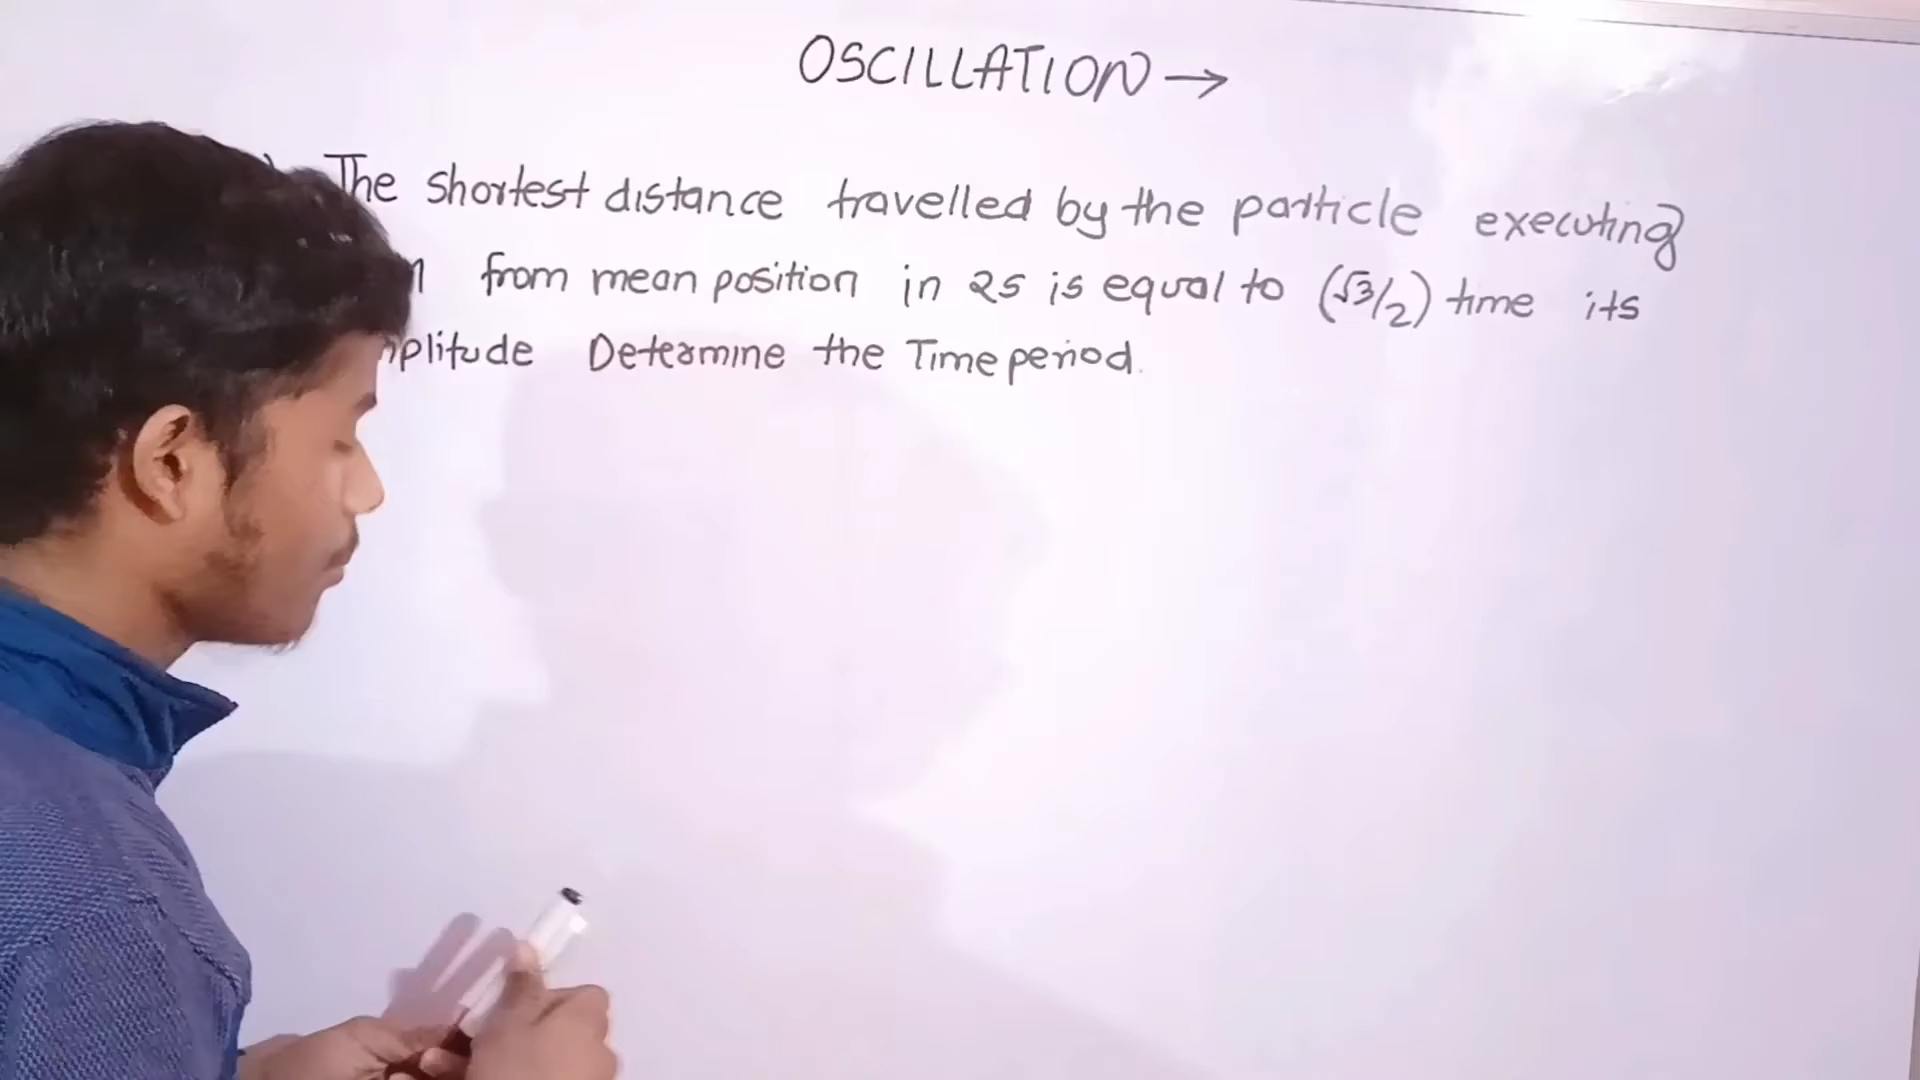 OSCILLATION →
The shortest distance travelled by the particle executing
from mean position in 2s is equal to (√3/2) time its
plitude Determine the Time period.